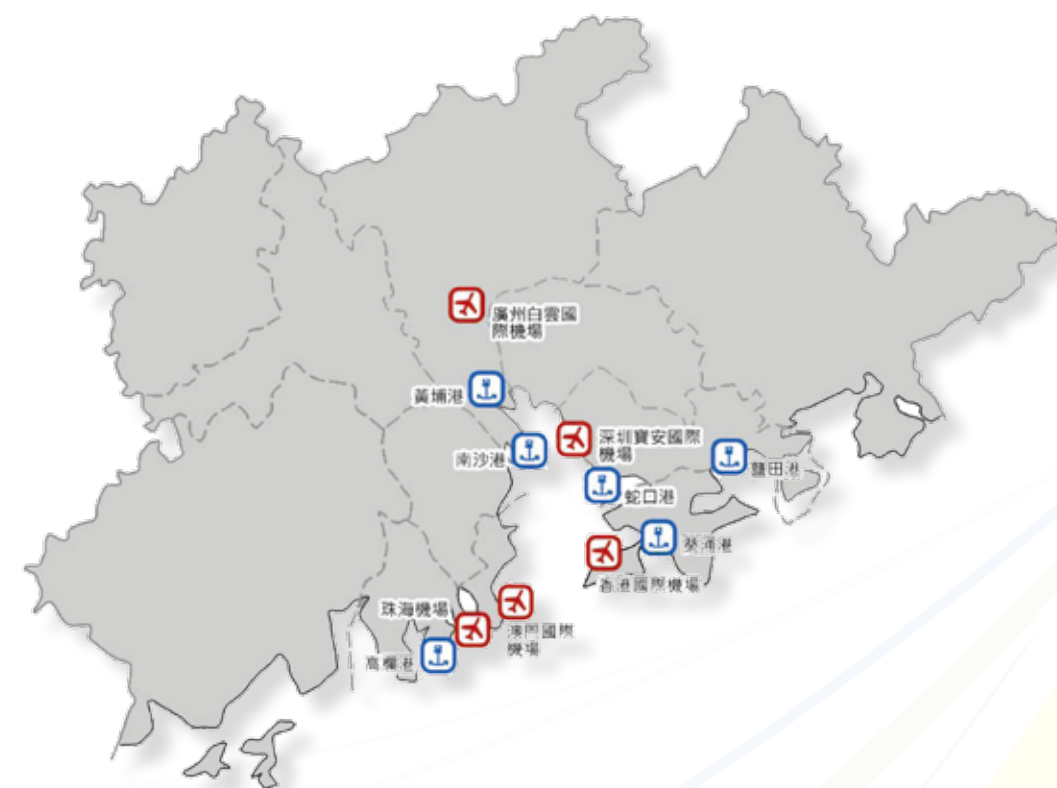 廣州白雲國
際機場
黃埔港
深圳寶安國際
機場
南沙港
鹽田港
蛇口港
葵涌港
香港國際機場
珠海機場
澳門國際
機場
高欄港